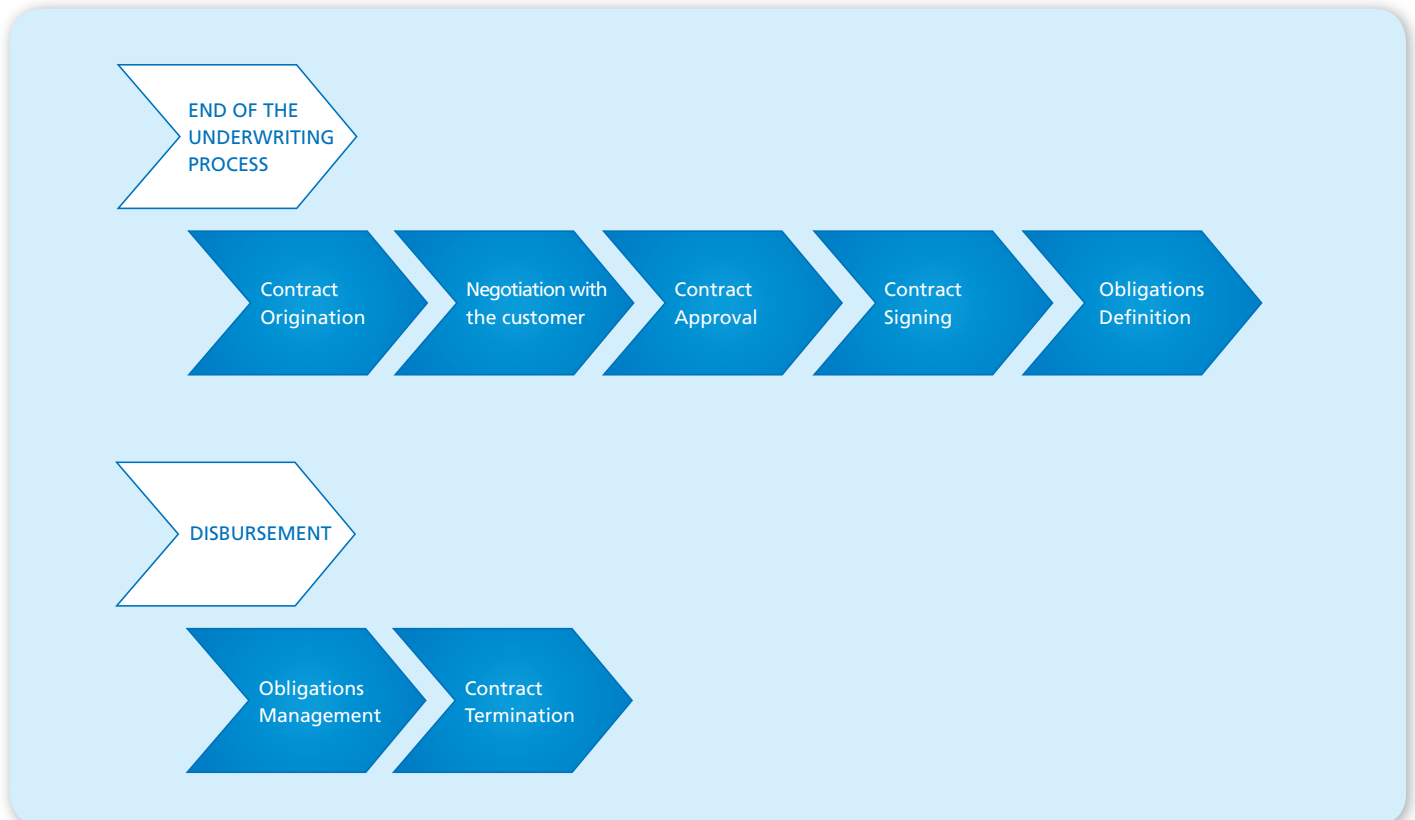 END OF THE
UNDERWRITING
PROCESS
Contract
Origination
Negotiation with
the customer
Contract
Approval
Contract
Signing
Obligations
Definition
DISBURSEMENT
Obligations
Management
Contract
Termination